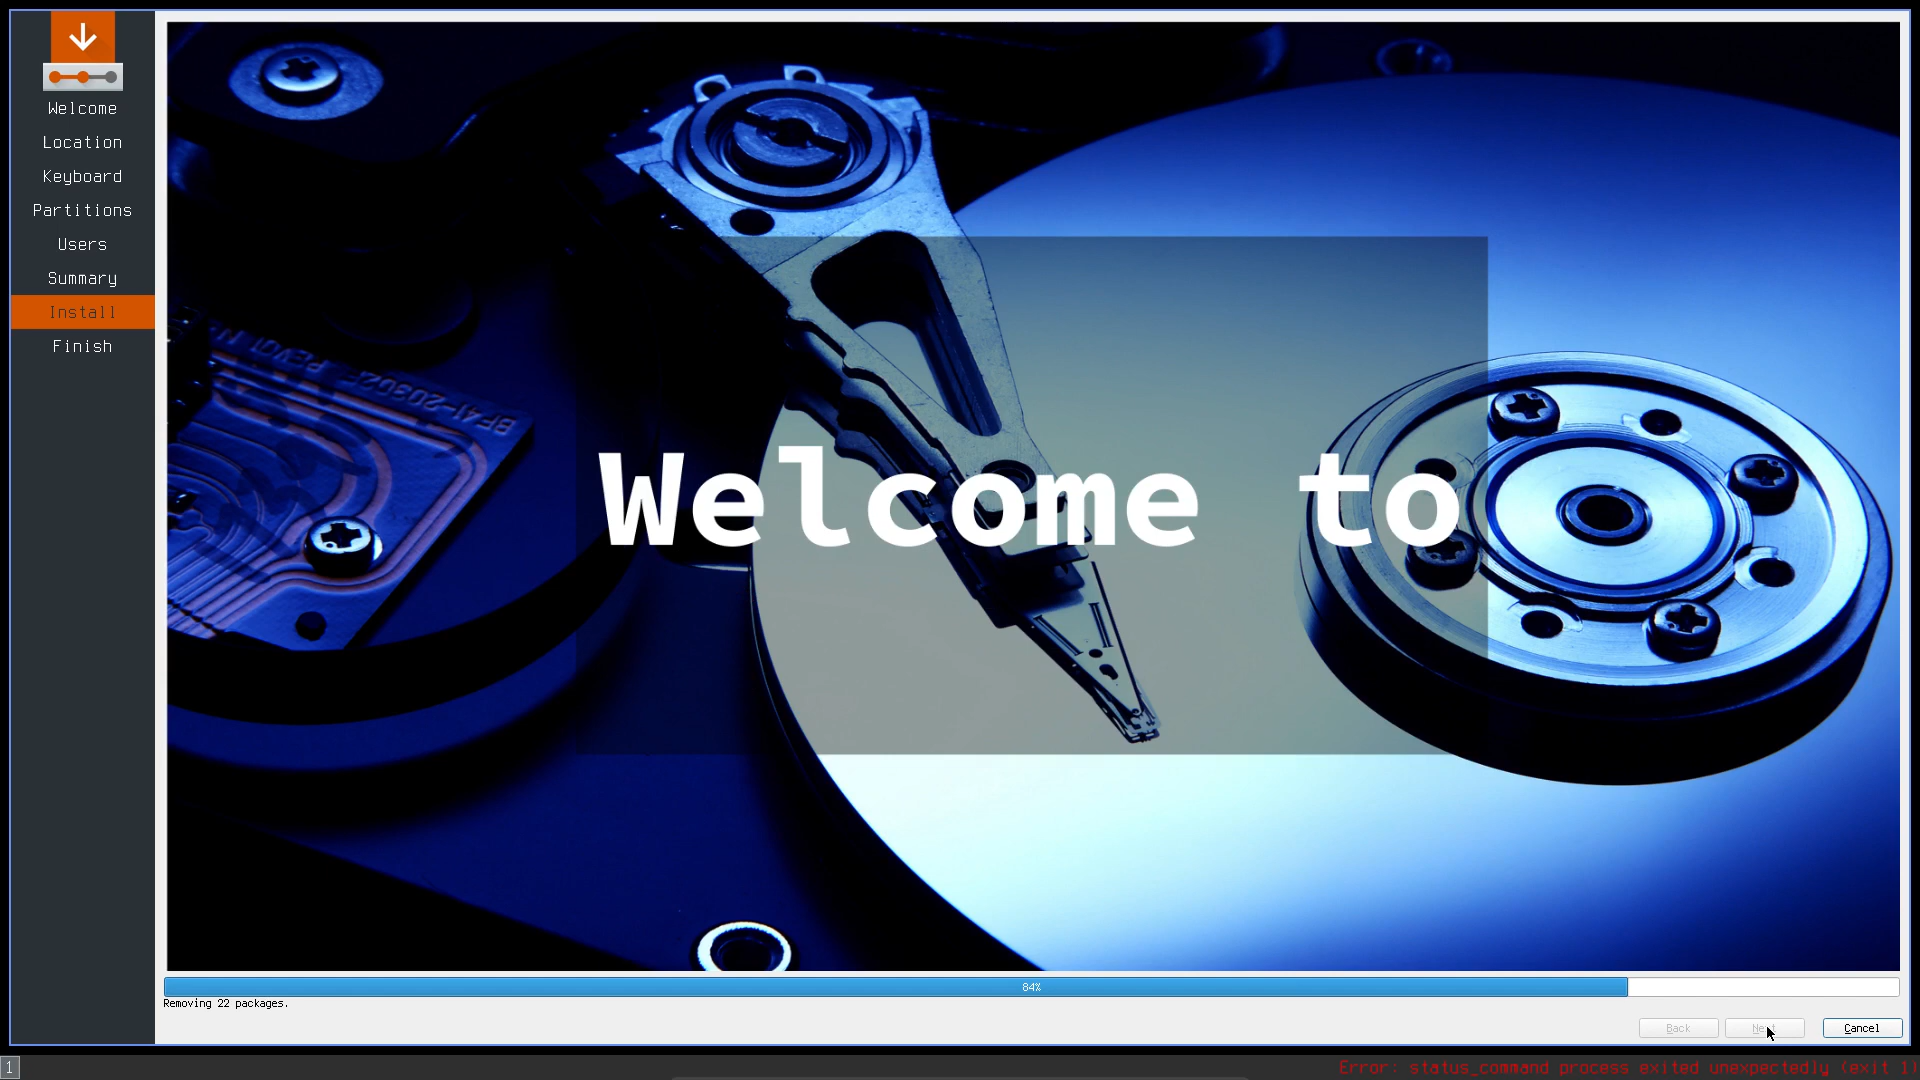 Welcome
Location
Keyboard
Partitions
Users
Summary
Install
Finish
Welcome to
84%
Removing 22 packages.
Back
Cancel
1
Error: status_command process exited unexpectedly (exit 1)